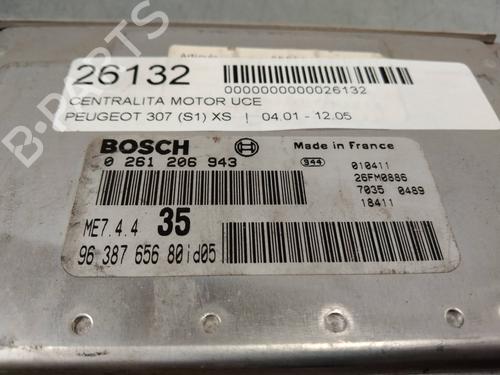 26132
0000000000026132
CENTRALITA MOTOR UCE
PEUGEOT 307 (S1) XS | 04.01 - 12.05
BOSCH
Made in France
0 261 206 943
944
010411
26FM0886
7035 0489
18411
ME7.4.4 35
96 387 656 80id05
B-PARTS